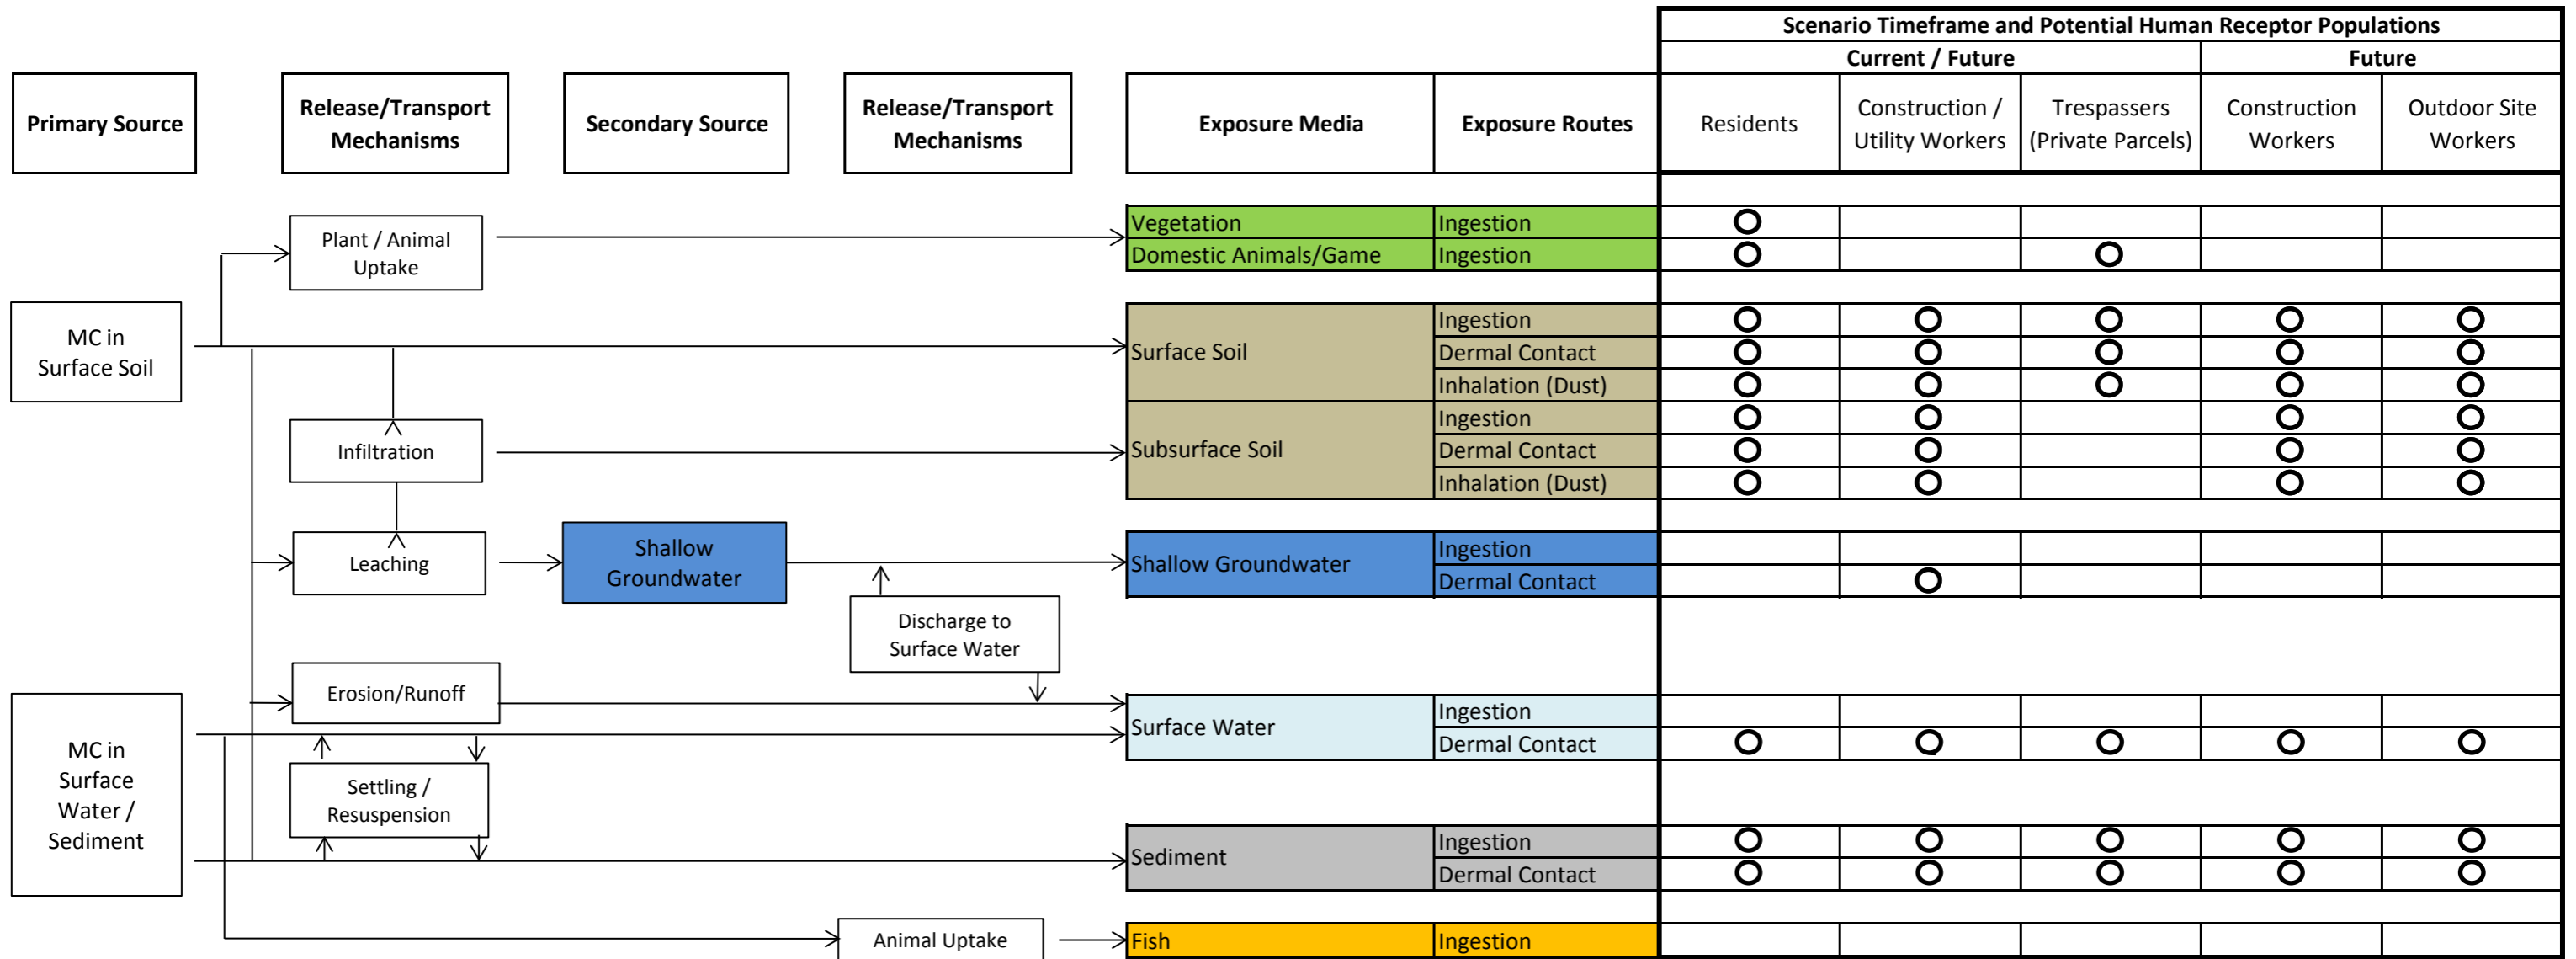 Scenario Timeframe and Potential Human Receptor Populations
Current / Future
Future
Primary Source
Release/Transport
Mechanisms
Secondary Source
Release/Transport
Mechanisms
Exposure Media
Exposure Routes
Residents
Construction /
Utility Workers
Trespassers
(Private Parcels)
Construction
Workers
Outdoor Site
Workers
Plant / Animal
Uptake
Vegetation
Ingestion
Domestic Animals/Game
Ingestion
MC in
Surface Soil
Surface Soil
Ingestion
Dermal Contact
Inhalation (Dust)
Infiltration
Subsurface Soil
Ingestion
Dermal Contact
Inhalation (Dust)
Leaching
Shallow
Groundwater
Shallow Groundwater
Ingestion
Dermal Contact
Discharge to
Surface Water
Erosion/Runoff
MC in
Surface
Water /
Sediment
Surface Water
Ingestion
Dermal Contact
Settling /
Resuspension
Sediment
Ingestion
Dermal Contact
Animal Uptake
Fish
Ingestion